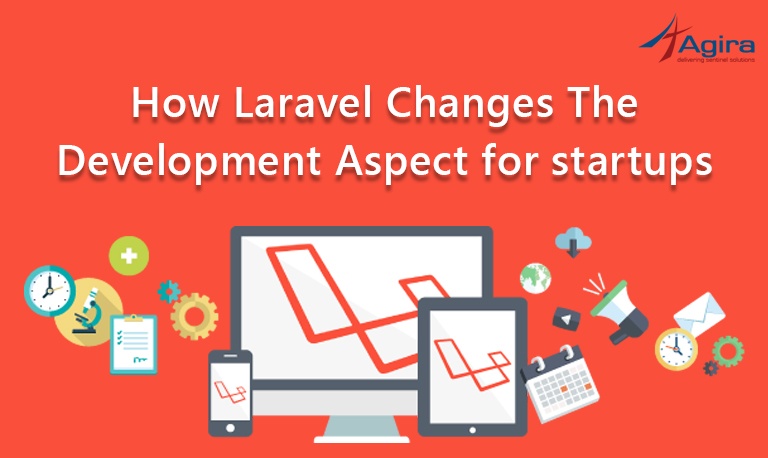 Agira
delivering sentinel solutions
How Laravel Changes The
Development Aspect for startups